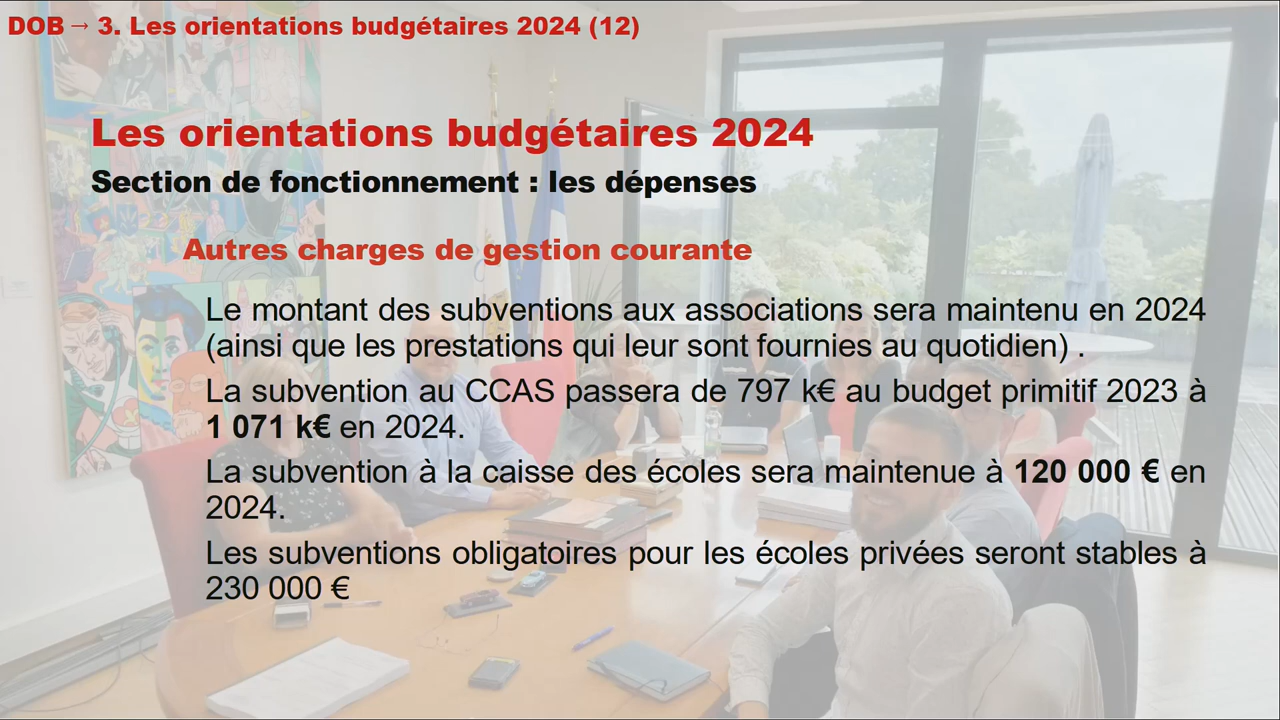 DOB → 3. Les orientations budgétaires 2024 (12)
Les orientations budgétaires 2024
Section de fonctionnement : les dépenses
Autres charges de gestion courante
Le montant des subventions aux associations sera maintenu en 2024
(ainsi que les prestations qui leur sont fournies au quotidien) .
La subvention au CCAS passera de 797 k€ au budget primitif 2023 à
1 071 k€ en 2024.
La subvention à la caisse des écoles sera maintenue à 120 000 € en
2024.
Les subventions obligatoires pour les écoles privées seront stables à
230 000 €